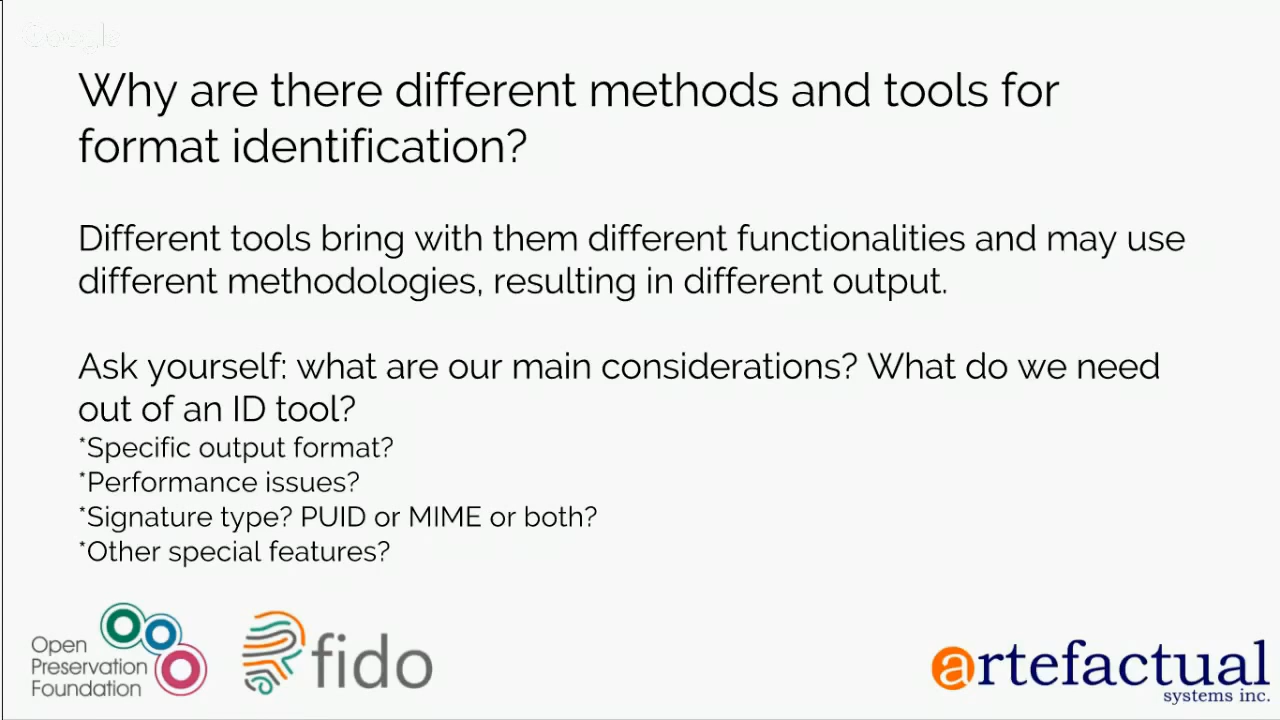 Google
Why are there different methods and tools for
format identification?
Different tools bring with them different functionalities and may use
different methodologies, resulting in different output.
Ask yourself: what are our main considerations? What do we need
out of an ID tool?
*Specific output format?
*Performance issues?
*Signature type? PUID or MIME or both?
*Other special features?
Open
Preservation
Foundation
fido
artefactual
systems inc.